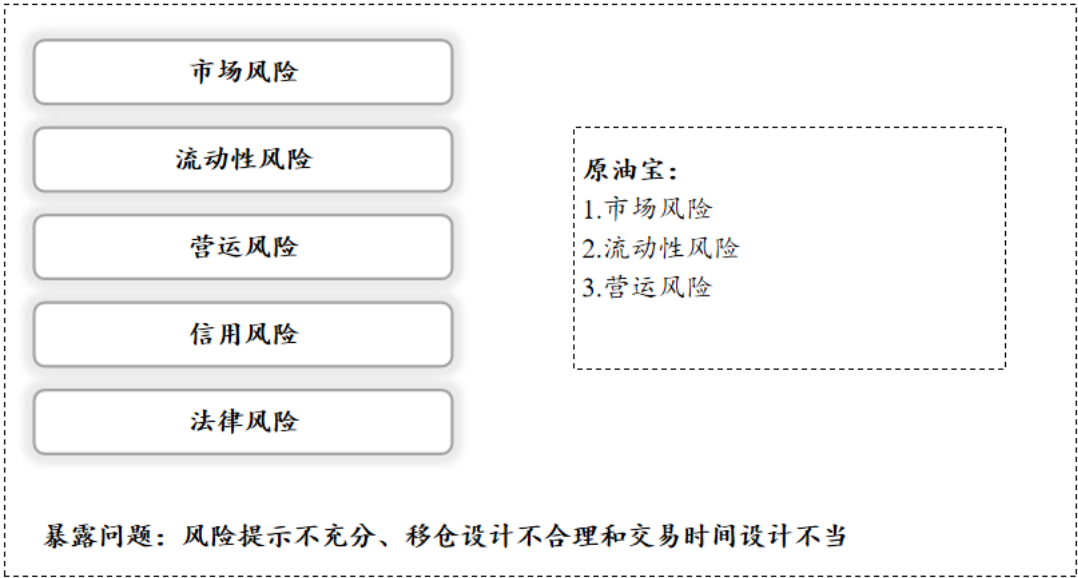 市场风险
流动性风险
营运风险
信用风险
法律风险
原油宝：
1.市场风险
2.流动性风险
3.营运风险
暴露问题：风险提示不充分、移仓设计不合理和交易时间设计不当